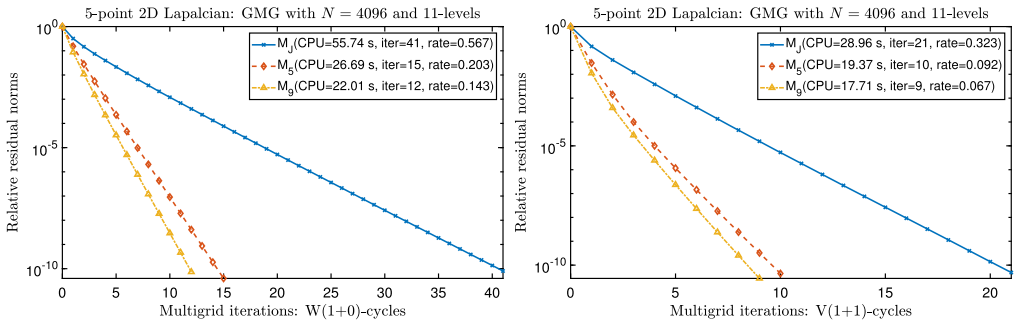 5-point 2D Lapalcian: GMG with N = 4096 and 11-levels
M_J(CPU=55.74 s, iter=41, rate=0.567)
M_5(CPU=26.69 s, iter=15, rate=0.203)
M_9(CPU=22.01 s, iter=12, rate=0.143)
Relative residual norms
10^0
10^-5
10^-10
0 5 10 15 20 25 30 35 40
Multigrid iterations: W(1+0)-cycles
5-point 2D Lapalcian: GMG with N = 4096 and 11-levels
M_J(CPU=28.96 s, iter=21, rate=0.323)
M_5(CPU=19.37 s, iter=10, rate=0.092)
M_9(CPU=17.71 s, iter=9, rate=0.067)
Relative residual norms
10^0
10^-5
10^-10
0 5 10 15 20
Multigrid iterations: V(1+1)-cycles